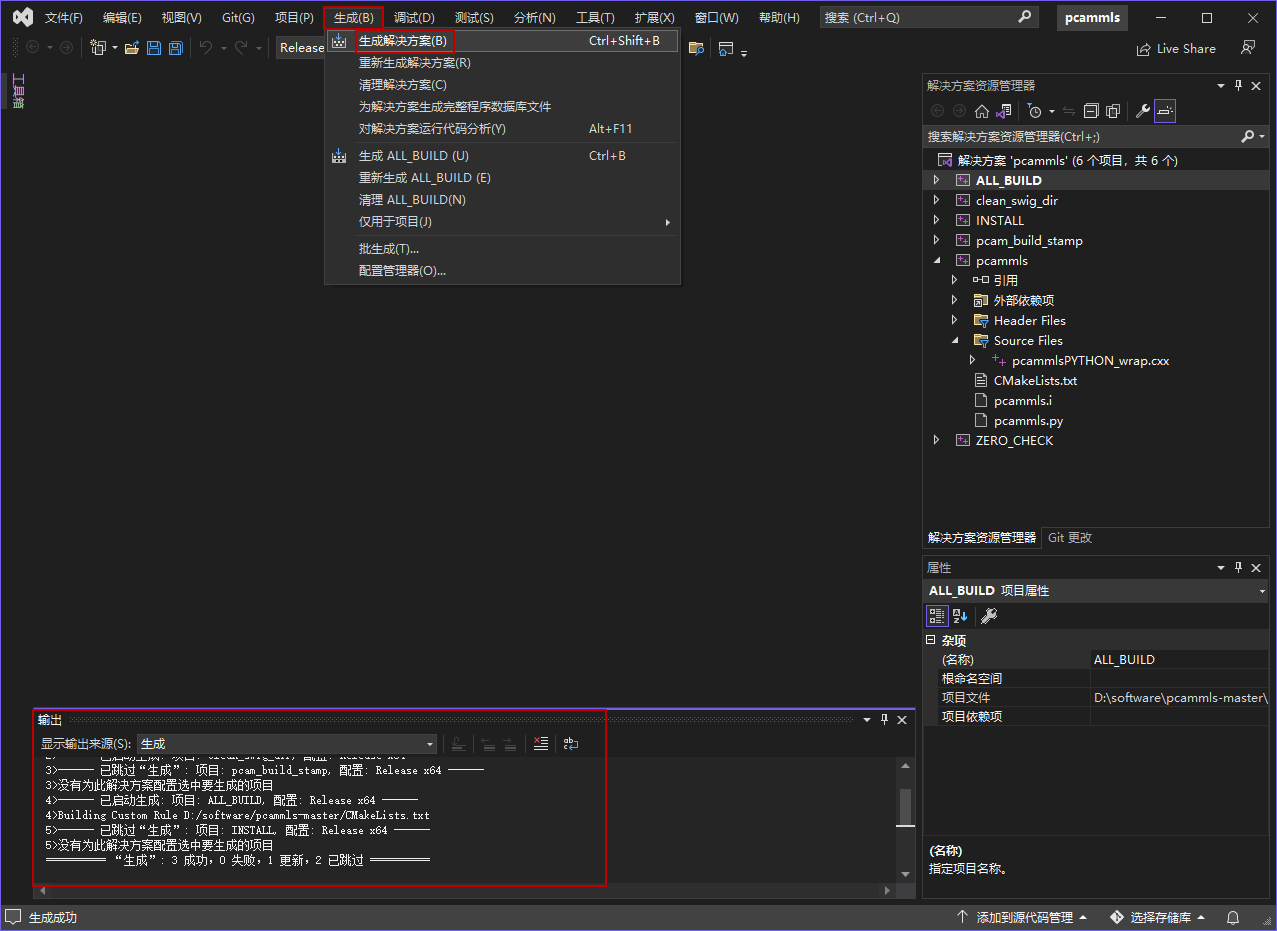 文件(F) 编辑(E) 视图(V) Git(G) 项目(P) 生成(B) 调试(D) 测试(S) 分析(N) 工具(T) 扩展(X) 窗口(W) 帮助(H) 搜索 (Ctrl+Q) pcammls
Release
Live Share
工具箱
生成解决方案(B) Ctrl+Shift+B
重新生成解决方案(R)
清理解决方案(C)
为解决方案生成完整程序数据库文件
对解决方案运行代码分析(Y) Alt+F11
生成 ALL_BUILD (U) Ctrl+B
重新生成 ALL_BUILD (E)
清理 ALL_BUILD(N)
仅用于项目(J)
批生成(T)...
配置管理器(O)...
解决方案资源管理器
搜索解决方案资源管理器(Ctrl+;)
解决方案 'pcammls' (6 个项目，共 6 个)
ALL_BUILD
clean_swig_dir
INSTALL
pcam_build_stamp
pcammls
引用
外部依赖项
Header Files
Source Files
pcammlsPYTHON_wrap.cxx
CMakeLists.txt
pcammls.i
pcammls.py
ZERO_CHECK
解决方案资源管理器 Git 更改
属性
ALL_BUILD 项目属性
杂项
(名称) ALL_BUILD
根命名空间
项目文件 D:\software\pcammls-master\
项目依赖项
(名称)
指定项目名称。
输出
显示输出来源(S): 生成
2>------ 已启动生成: 项目: clean_swig_dir, 配置: Release x64 ------
3>------ 已跳过“生成”: 项目: pcam_build_stamp, 配置: Release x64 ------
3>没有为此解决方案配置选中要生成的项目
4>------ 已启动生成: 项目: ALL_BUILD, 配置: Release x64 ------
4>Building Custom Rule D:/software/pcammls-master/CMakeLists.txt
5>------ 已跳过“生成”: 项目: INSTALL, 配置: Release x64 ------
5>没有为此解决方案配置选中要生成的项目
========== “生成”: 3 成功，0 失败，1 更新，2 已跳过 ==========
生成成功 添加到源代码管理 选择存储库